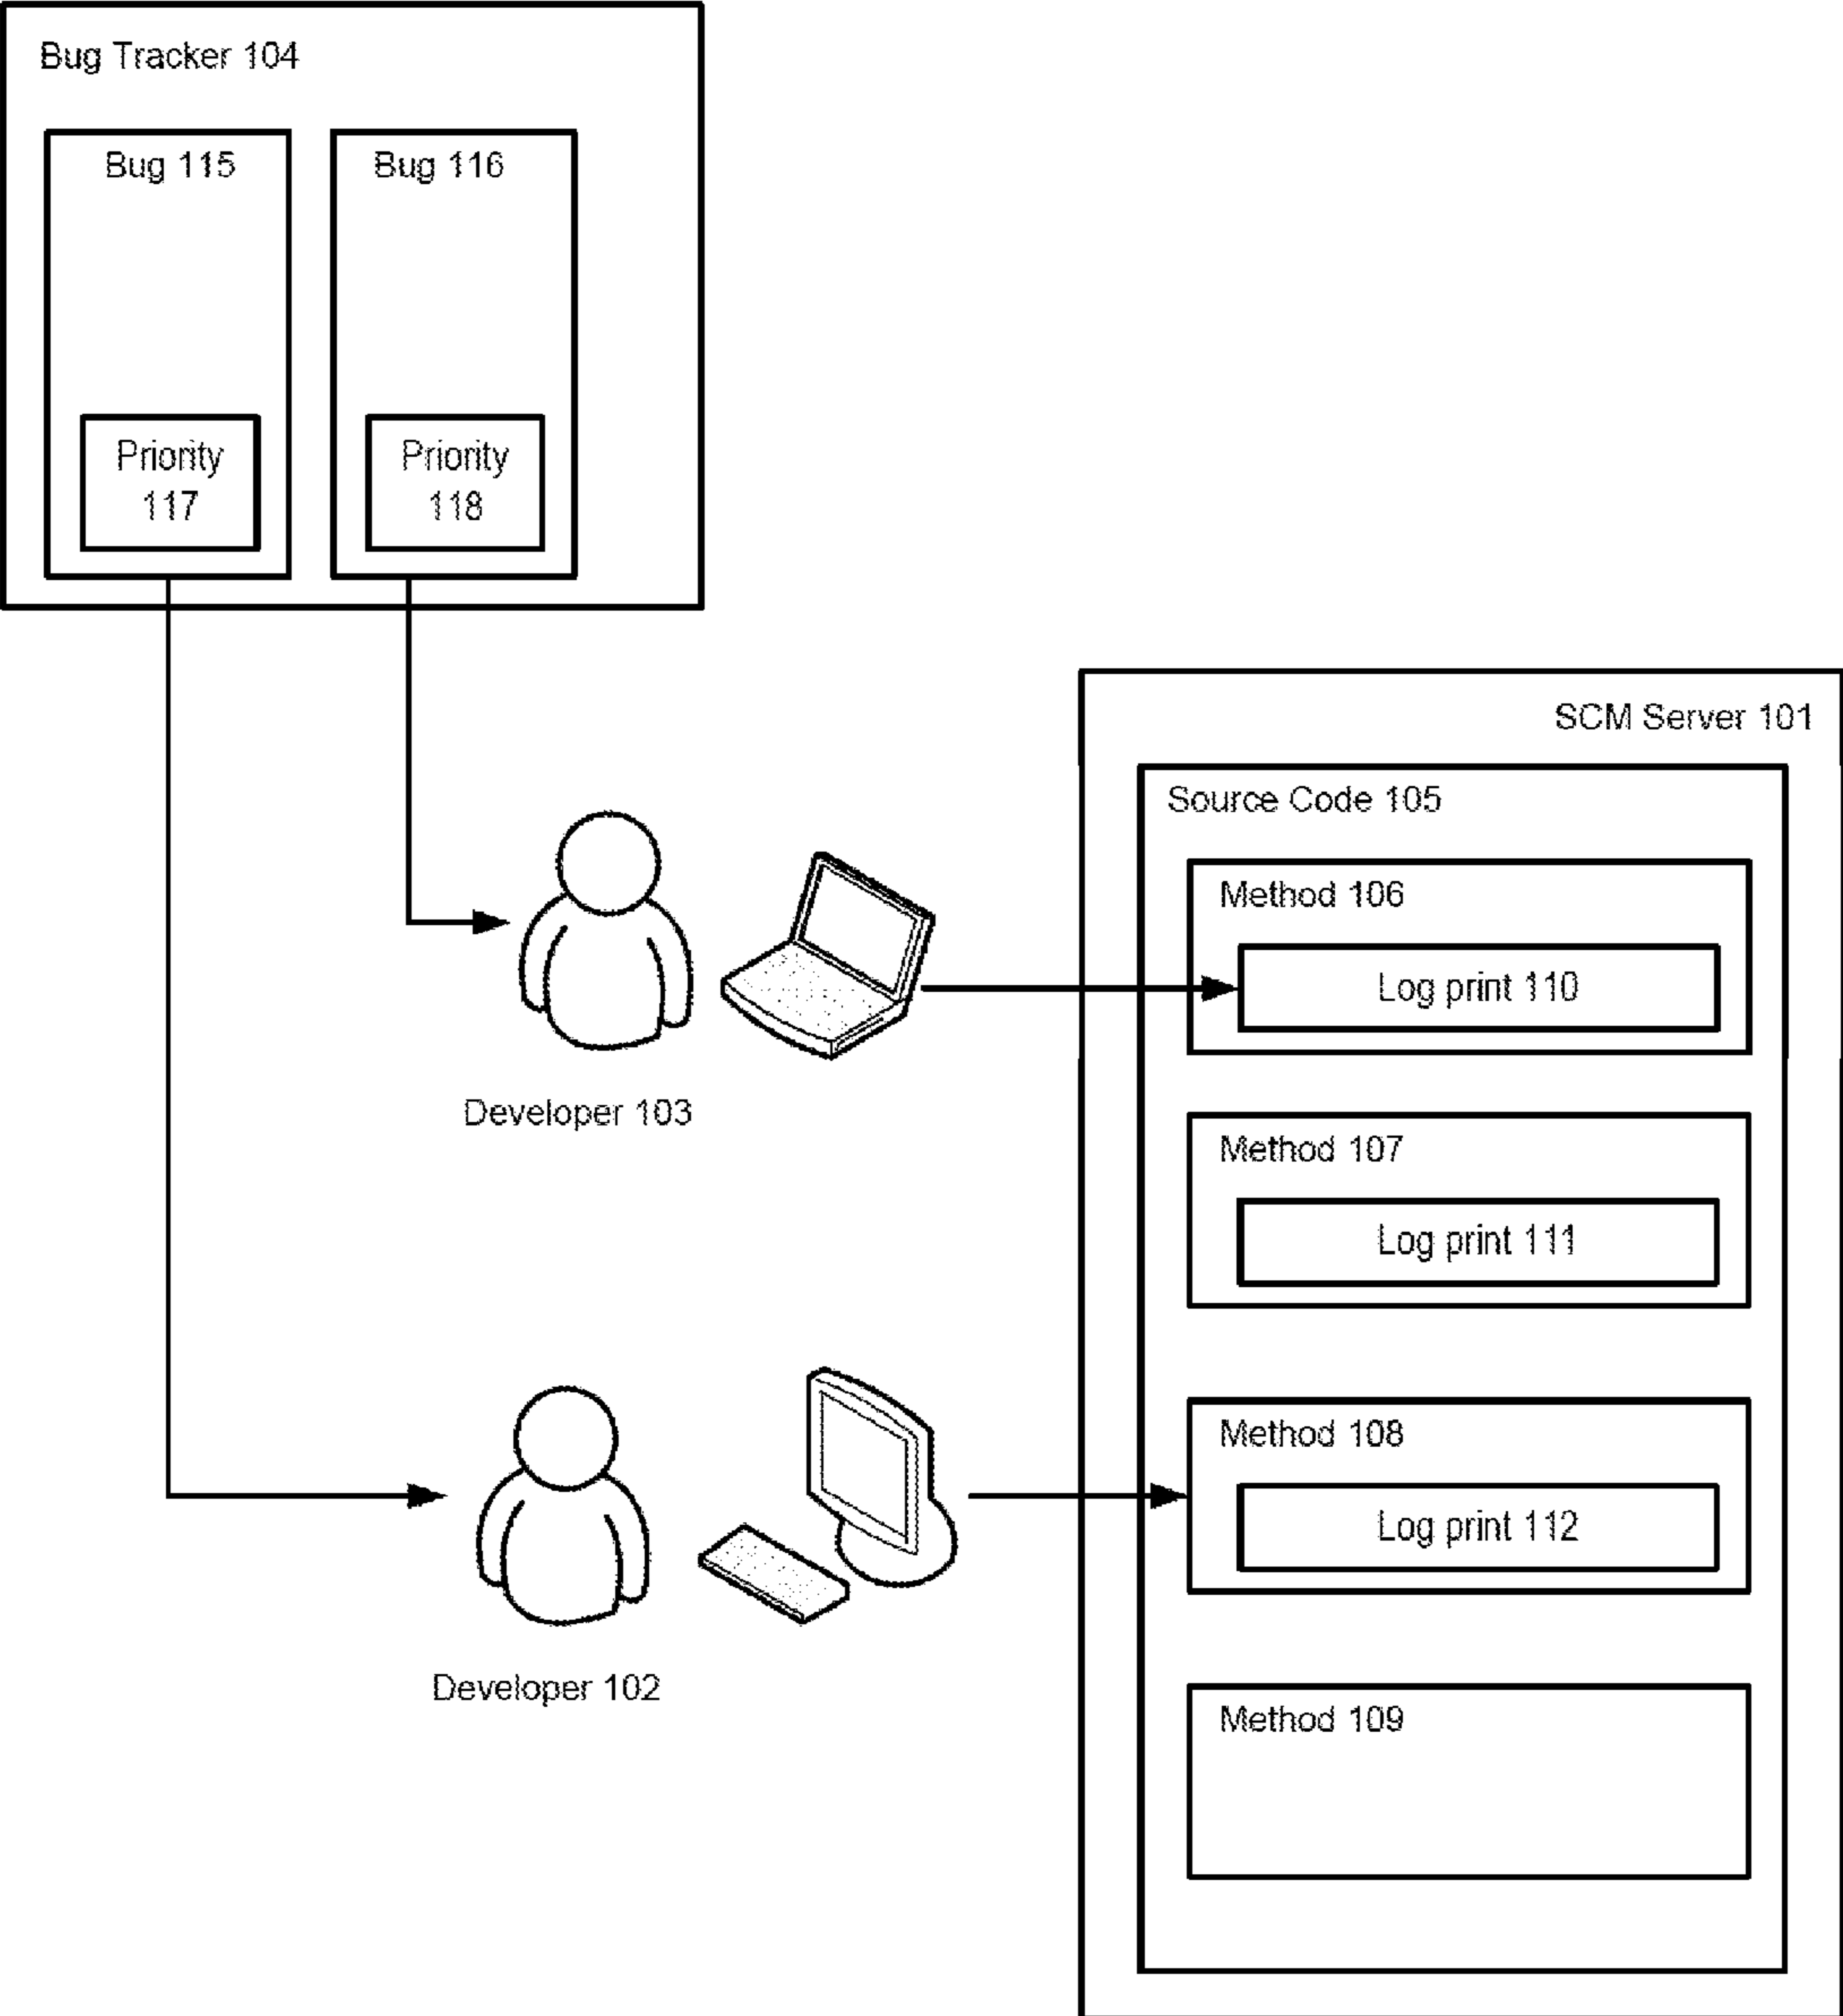 Bug Tracker 104
Bug 115
Bug 116
Priority
117
Priority
118
SCM Server 101
Source Code 105
Method 106
Log print 110
Developer 103
Method 107
Log print 111
Method 108
Log print 112
Developer 102
Method 109